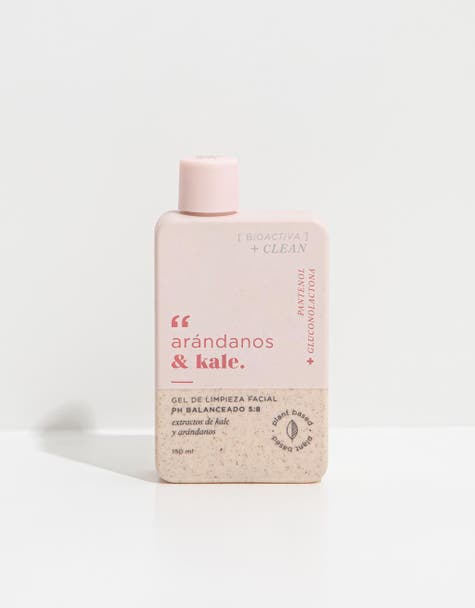 [ BIOACTIVA ]
+ CLEAN
PANTENOL
+ GLUCONOLACTONA
“
arándanos
& kale.
GEL DE LIMPIEZA FACIAL
PH BALANCEADO 5:8
extractos de kale
y arándanos
150 ml
plant based
plant based